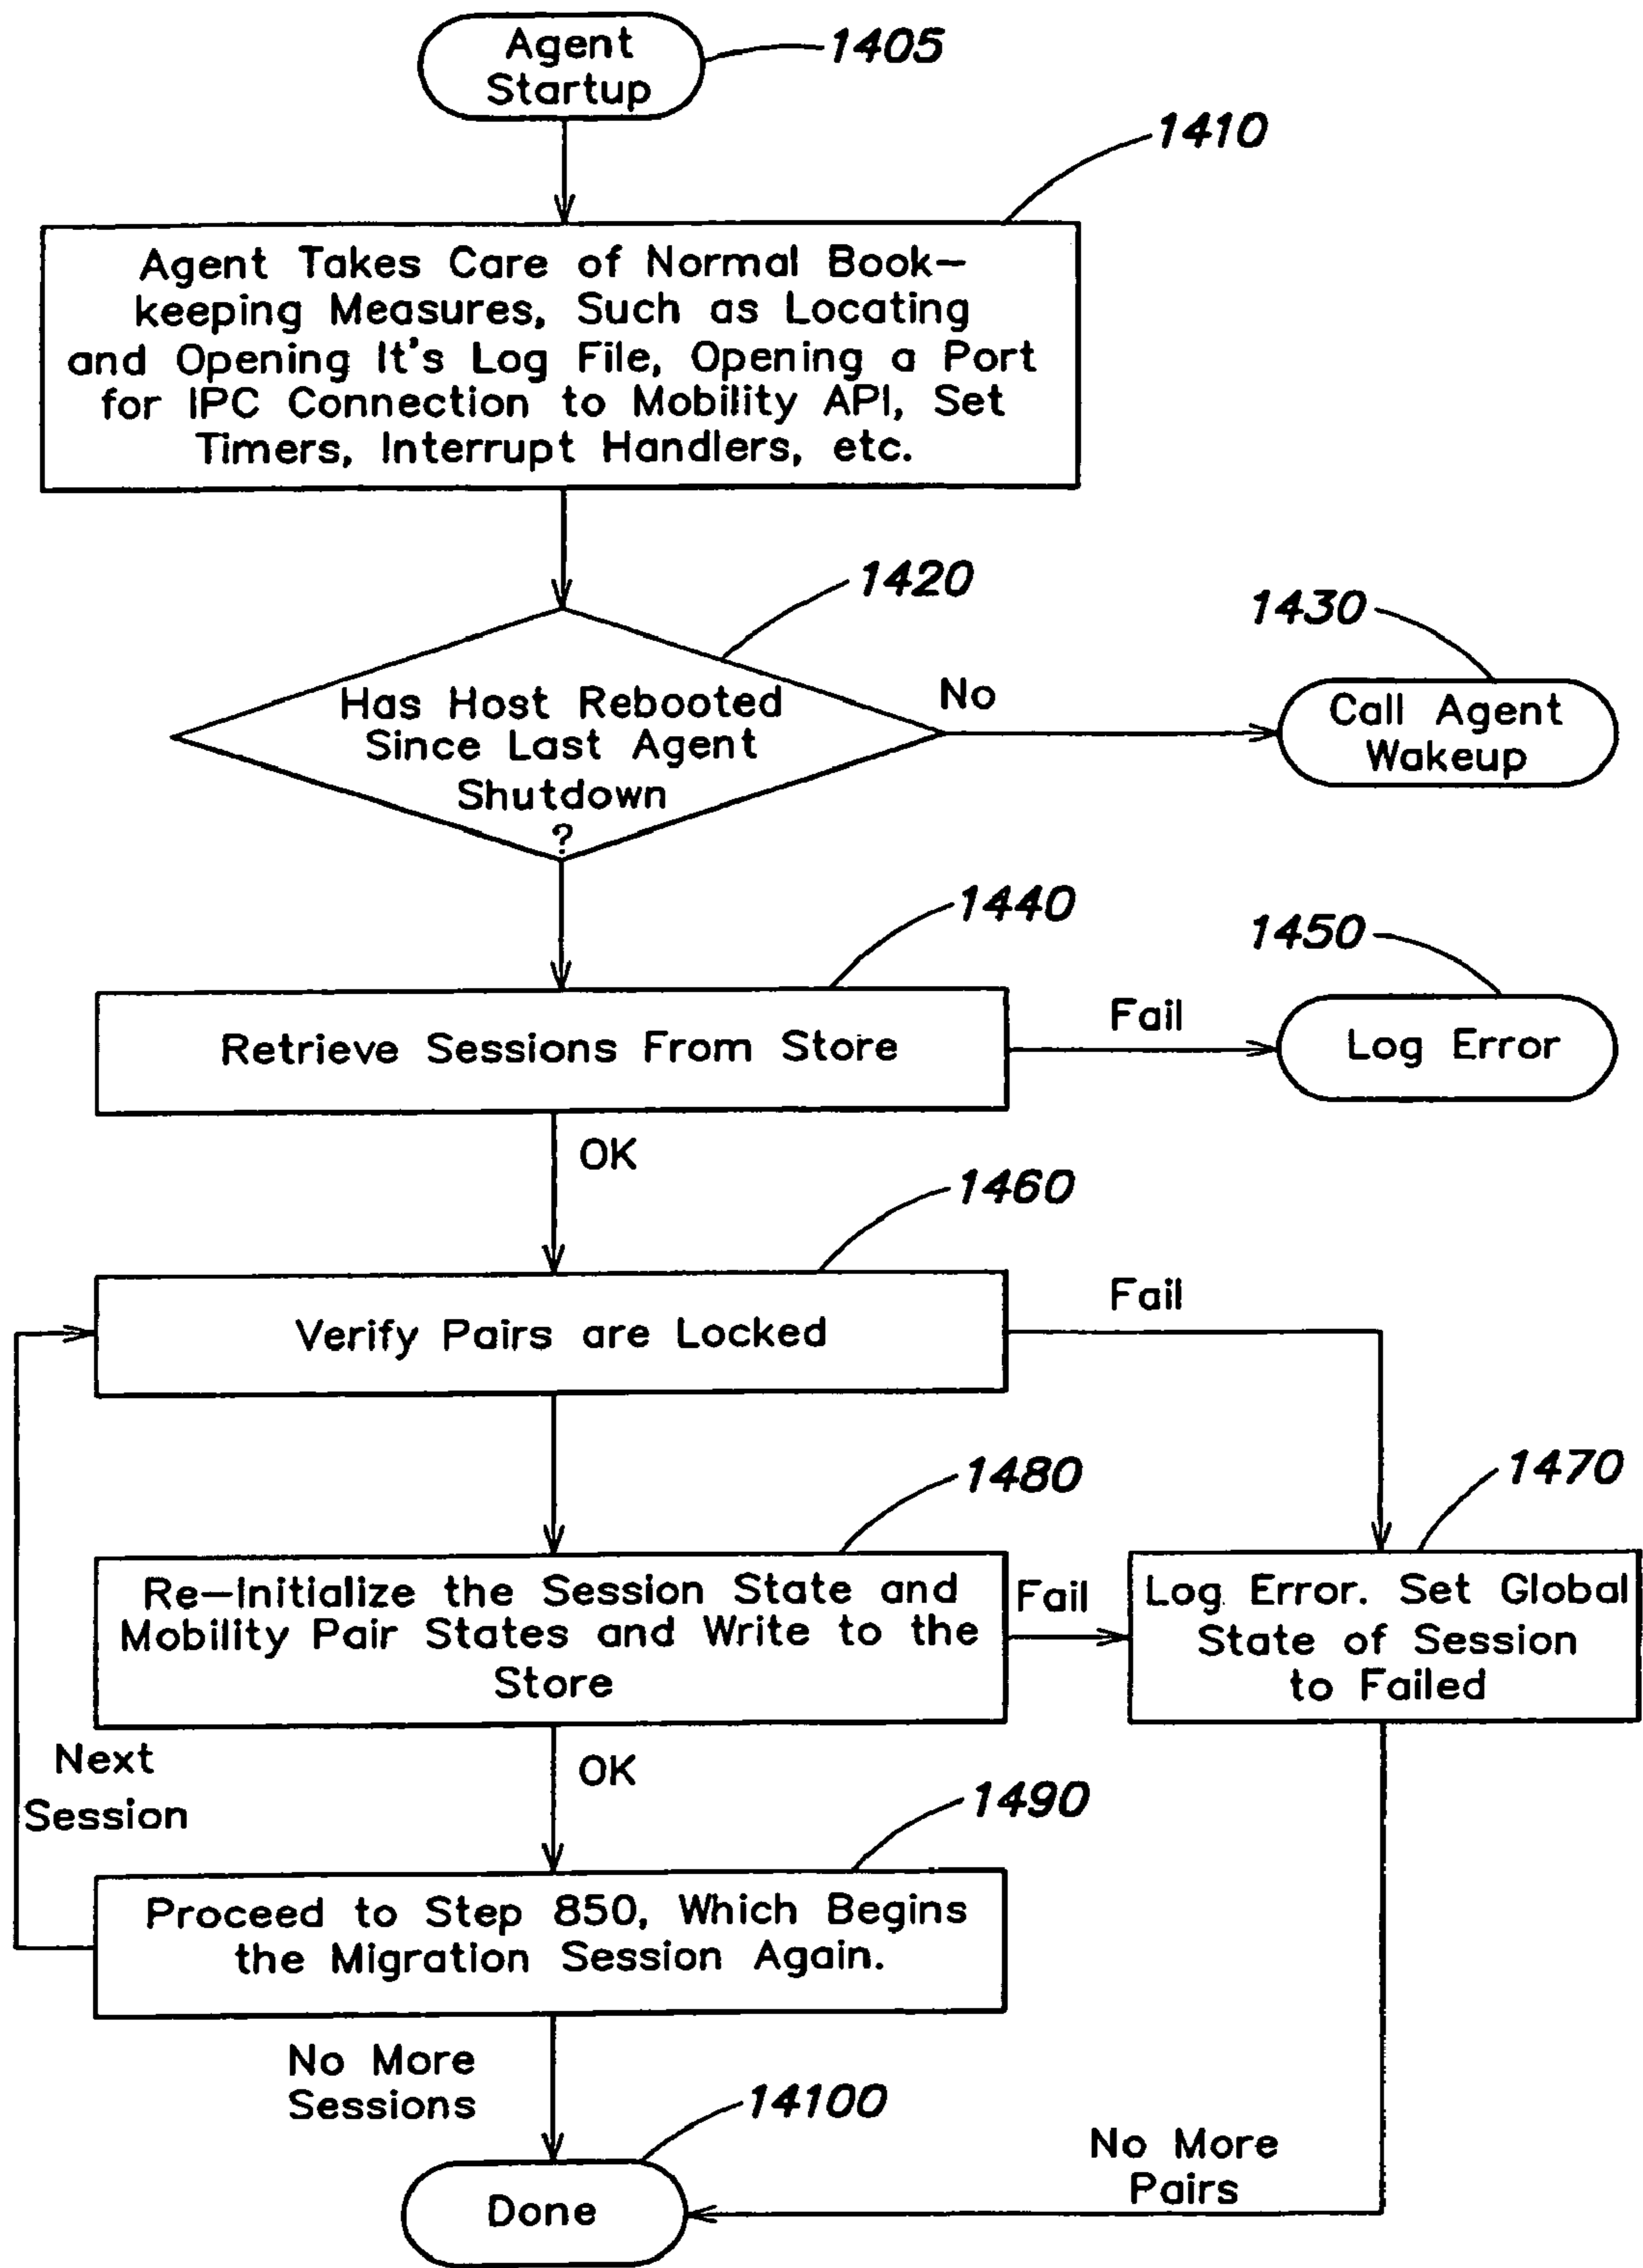 Agent
Startup
1405
1410
Agent Takes Care of Normal Book-
keeping Measures, Such as Locating
and Opening It's Log File, Opening a Port
for IPC Connection to Mobility API, Set
Timers, Interrupt Handlers, etc.
1420
Has Host Rebooted
Since Last Agent
Shutdown
?
No
1430
Call Agent
Wakeup
1440
Retrieve Sessions From Store
Fail
1450
Log Error
OK
1460
Verify Pairs are Locked
Fail
1480
Re-Initialize the Session State and
Mobility Pair States and Write to the
Store
Fail
1470
Log Error. Set Global
State of Session
to Failed
OK
Next
Session
1490
Proceed to Step 850, Which Begins
the Migration Session Again.
No More
Sessions
14100
Done
No More
Pairs